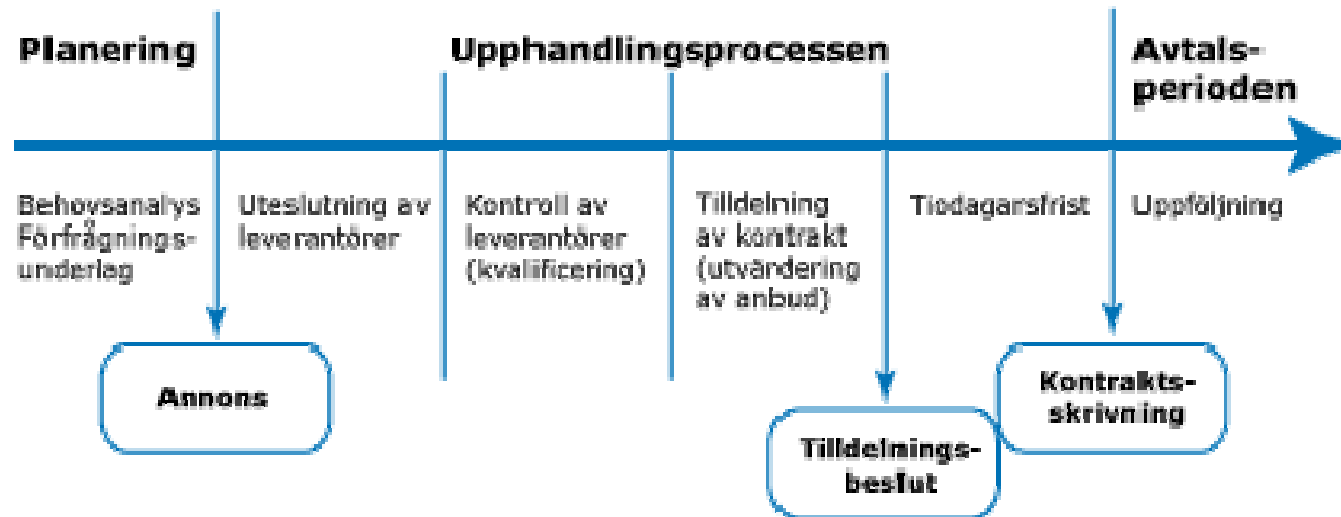 Planering
Upphandlingsprocessen
Avtals-
perioden
Behovsanalys
Förfrågnings-
underlag
Uteslutning av
leverantörer
Kontroll av
leverantörer
(kvalificering)
Tilldelning
av kontrakt
(utvärdering
av anbud)
Tiodagarsfrist
Uppföljning
Annons
Tilldelnings-
beslut
Kontrakts-
skrivning